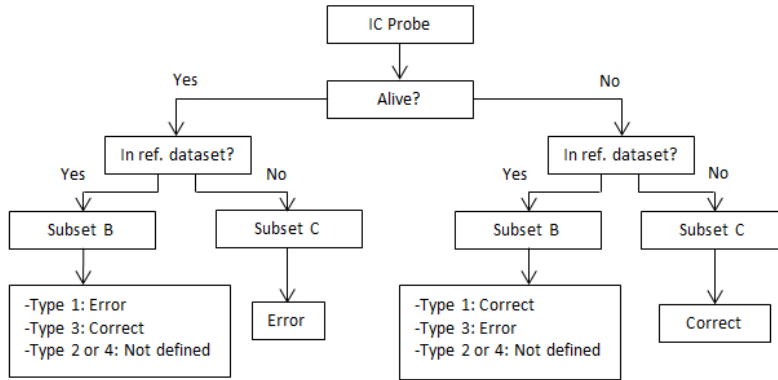 IC Probe
Yes
Alive?
No
In ref. dataset?
In ref. dataset?
Yes
No
Yes
No
Subset B
Subset C
Subset B
Subset C
-Type 1: Error
-Type 3: Correct
-Type 2 or 4: Not defined
Error
-Type 1: Correct
-Type 3: Error
-Type 2 or 4: Not defined
Correct